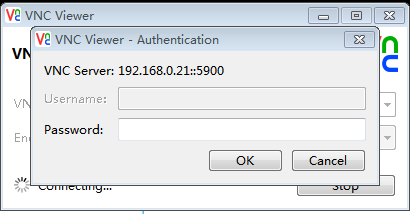 VNC Viewer
VNC Viewer - Authentication
VNC Server: 192.168.0.21::5900
Username:
Password:
OK
Cancel
Connecting...
Stop